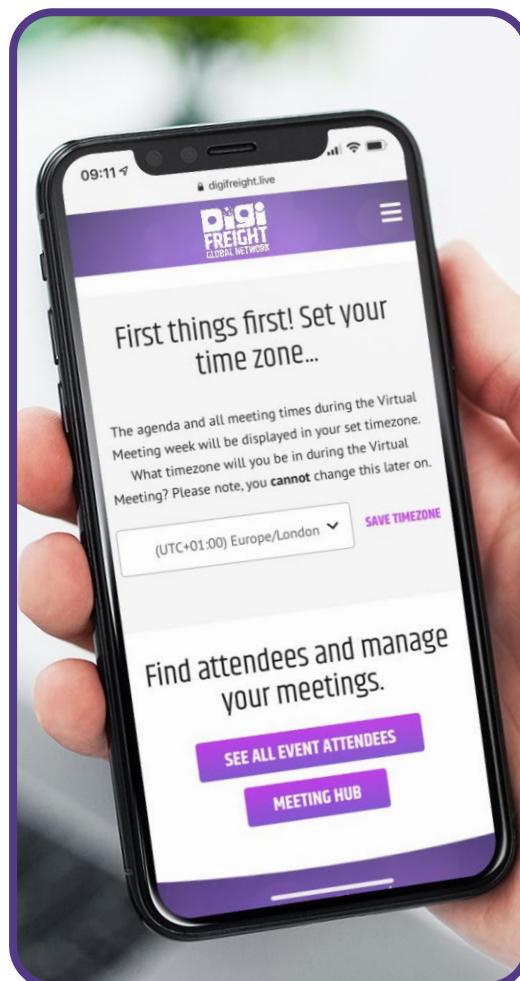 09:11
digifreight.live
DiGi
FREIGHT
GLOBAL NETWORK
First things first! Set your
time zone...
The agenda and all meeting times during the Virtual
Meeting week will be displayed in your set timezone.
What timezone will you be in during the Virtual
Meeting? Please note, you cannot change this later on.
(UTC+01:00) Europe/London
SAVE TIMEZONE
Find attendees and manage
your meetings.
SEE ALL EVENT ATTENDEES
MEETING HUB